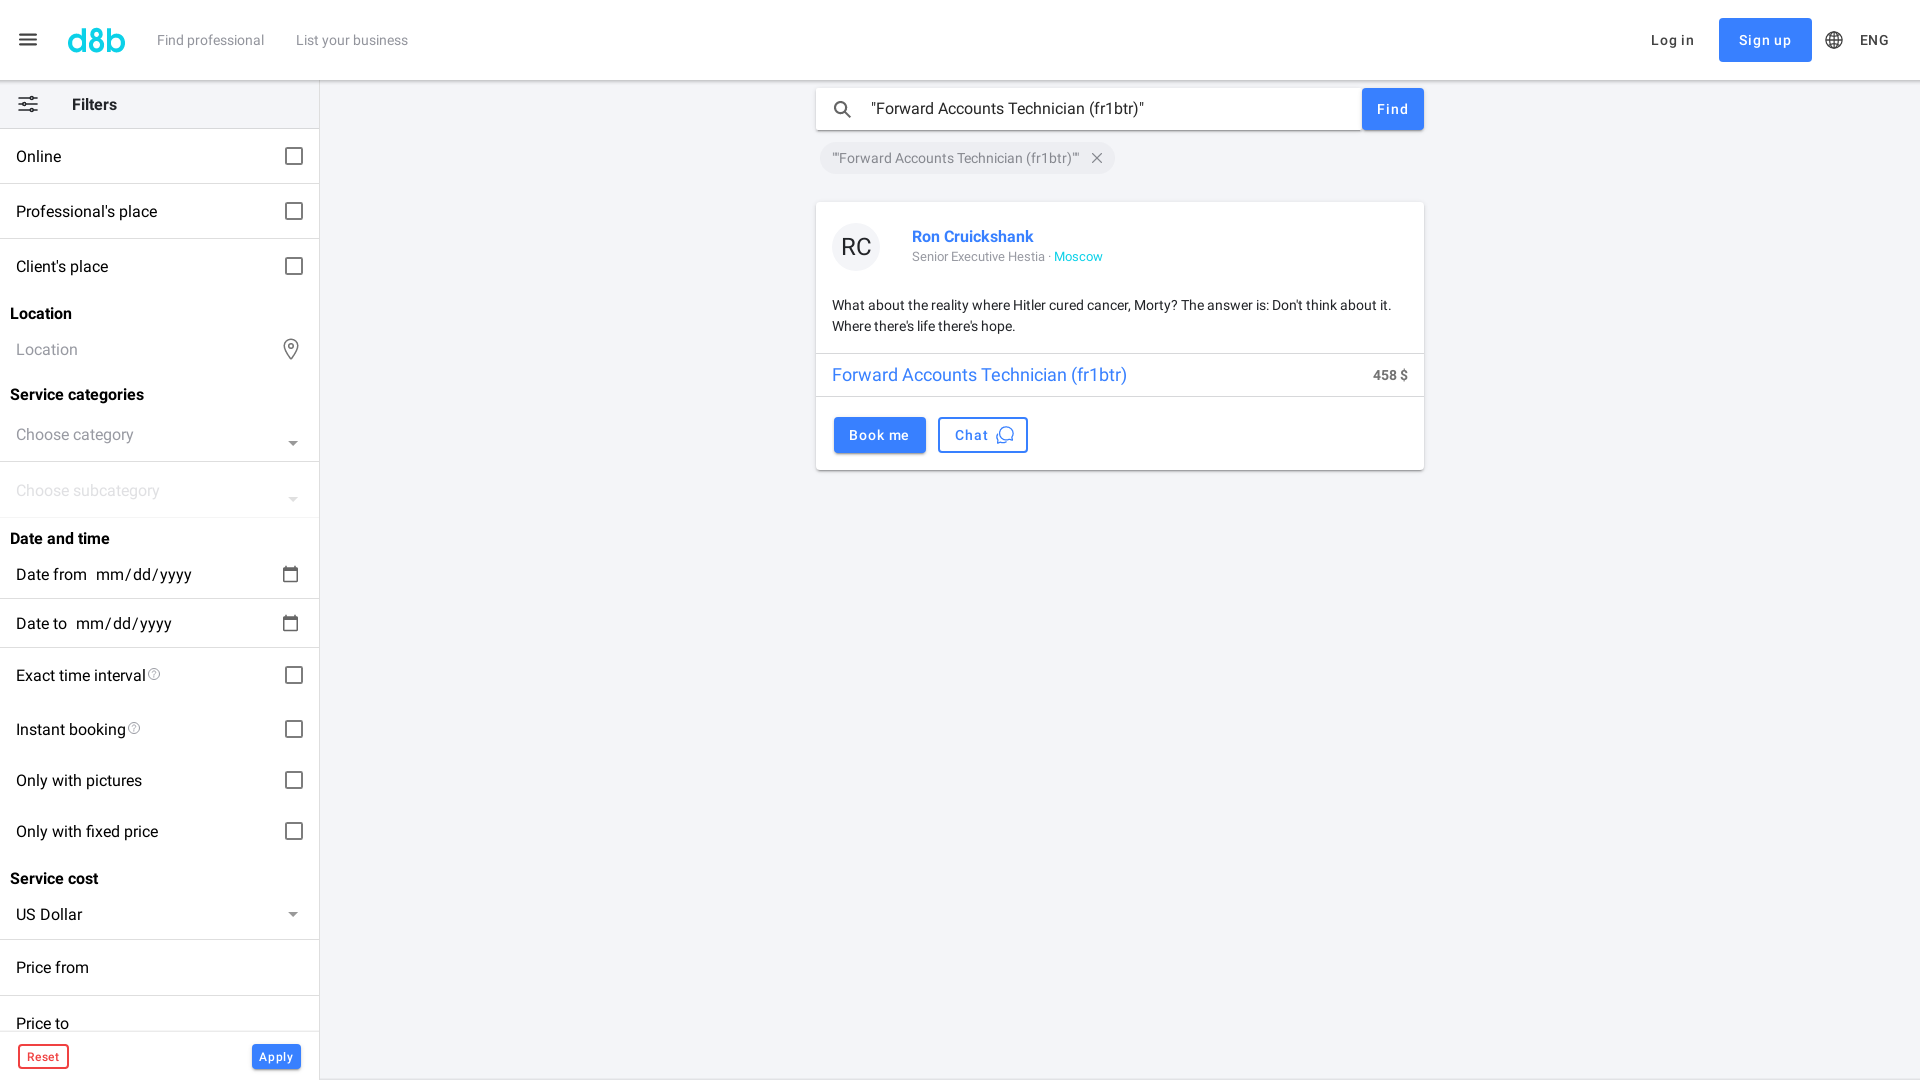 d8b
Find professional
List your business
Log in
Sign up
ENG
Filters
Online
Professional's place
Client's place
Location
Location
Service categories
Choose category
Choose subcategory
Date and time
Date from mm/dd/yyyy
Date to mm/dd/yyyy
Exact time interval
Instant booking
Only with pictures
Only with fixed price
Service cost
US Dollar
Price from
Price to
Reset
Apply
"Forward Accounts Technician (fr1btr)"
Find
""Forward Accounts Technician (fr1btr)""
RC
Ron Cruickshank
Senior Executive Hestia · Moscow
What about the reality where Hitler cured cancer, Morty? The answer is: Don't think about it.
Where there's life there's hope.
Forward Accounts Technician (fr1btr)
458 $
Book me
Chat